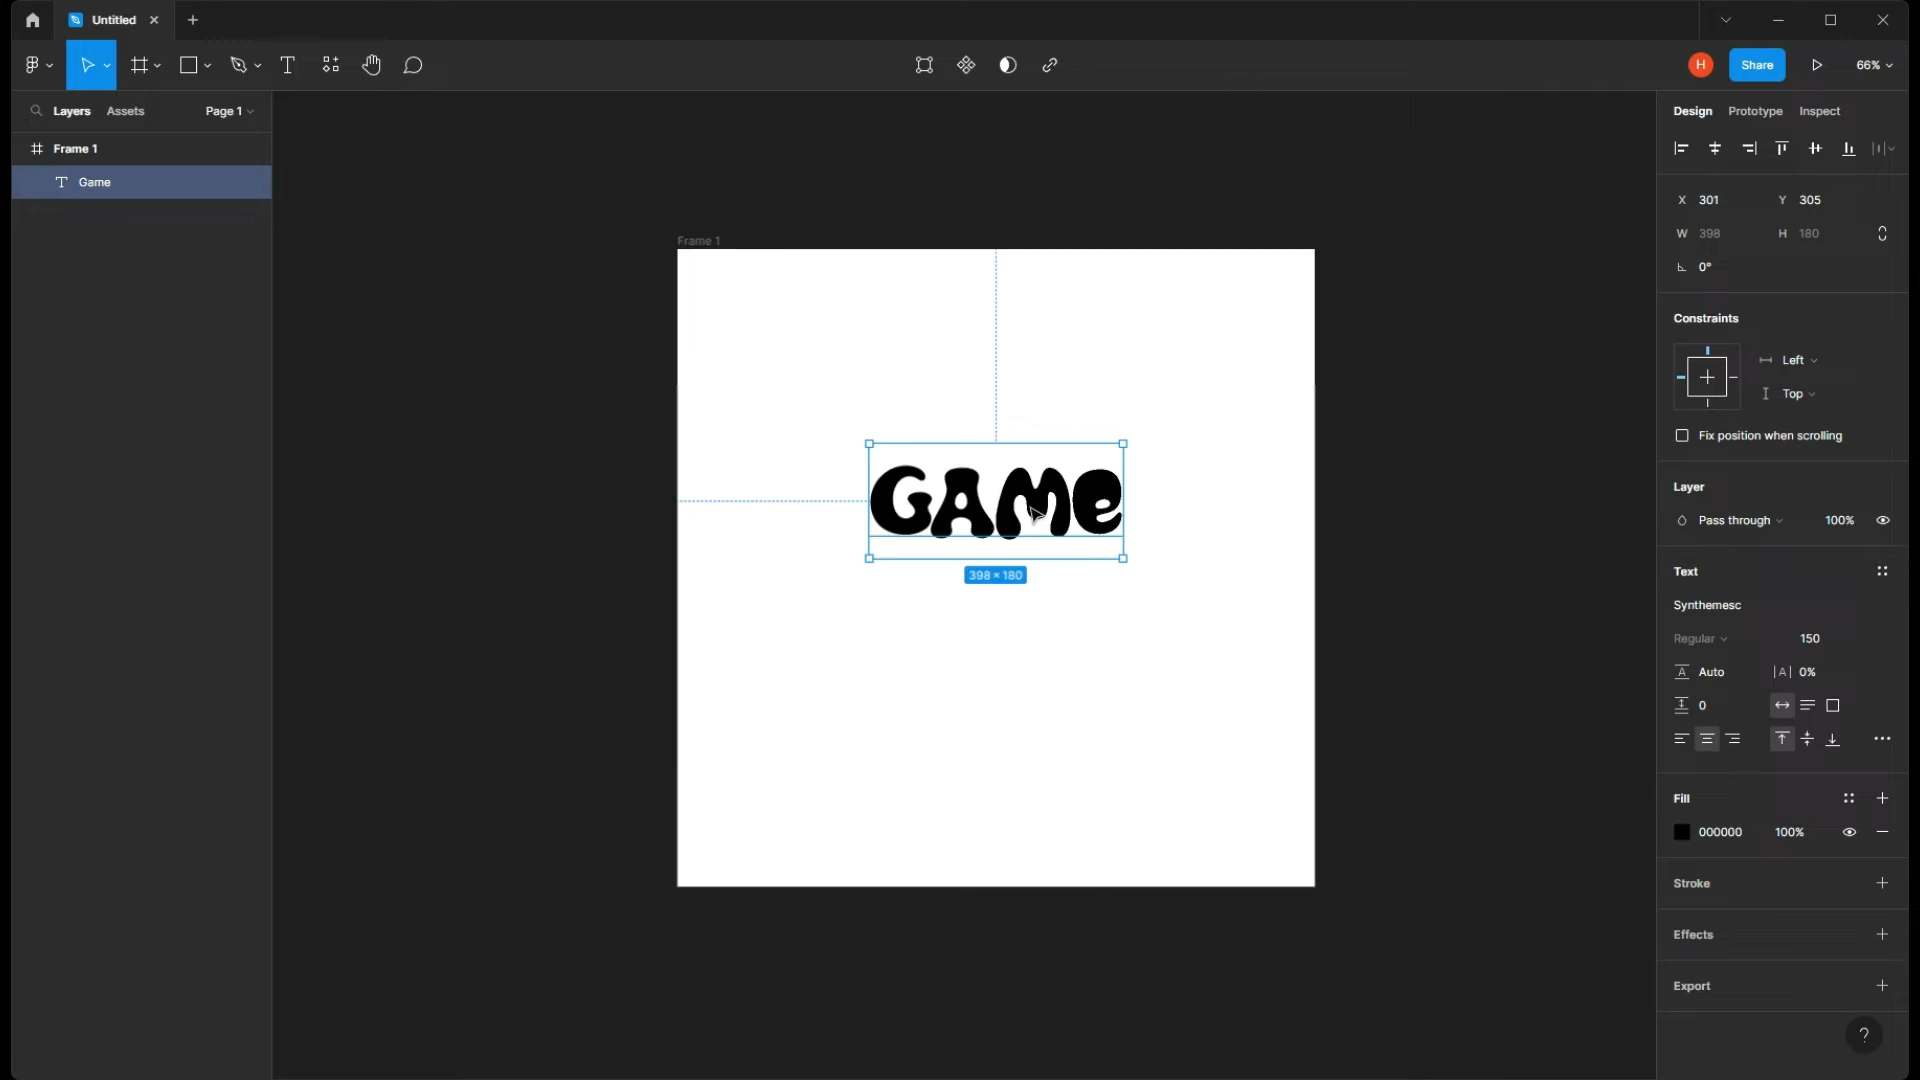 Untitled
H
Share
66%
Layers
Assets
Page 1
Design
Prototype
Inspect
Frame 1
Game
Frame 1
GAMe
398 × 180
X 301
Y 305
W 398
H 180
0°
Constraints
Left
Top
Fix position when scrolling
Layer
Pass through
100%
Text
Synthemesc
Regular
150
A Auto
|A| 0%
0
Fill
000000
100%
Stroke
Effects
Export
?